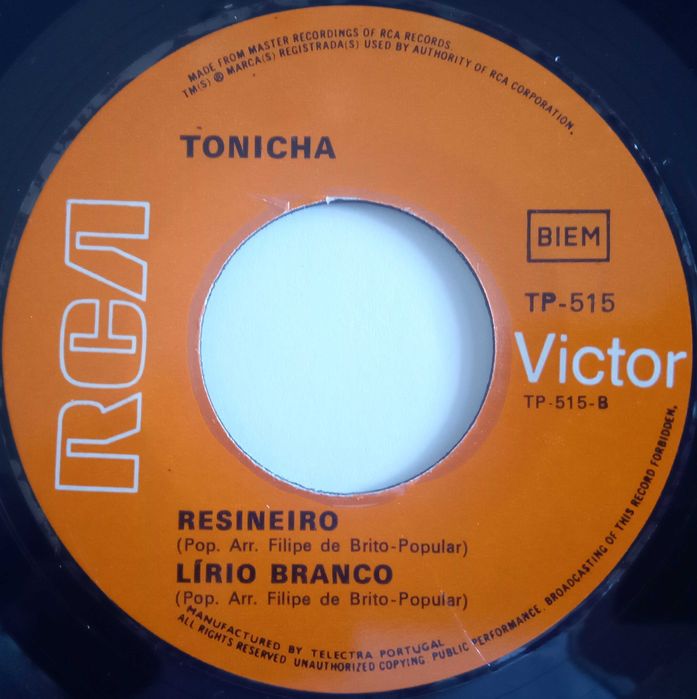 MADE FROM MASTER RECORDINGS OF RCA RECORDS.
TM(S) ® MARCA(S) REGISTRADA(S) USED BY AUTHORITY OF RCA CORPORATION.
TONICHA
RCA
BIEM
TP-515
Victor
TP-515-B
RESINEIRO
(Pop. Arr. Filipe de Brito-Popular)
LÍRIO BRANCO
(Pop. Arr. Filipe de Brito-Popular)
MANUFACTURED BY TELECTRA PORTUGAL
ALL RIGHTS RESERVED UNAUTHORIZED COPYING. PUBLIC PERFORMANCE. BROADCASTING OF THIS RECORD FORBIDDEN.